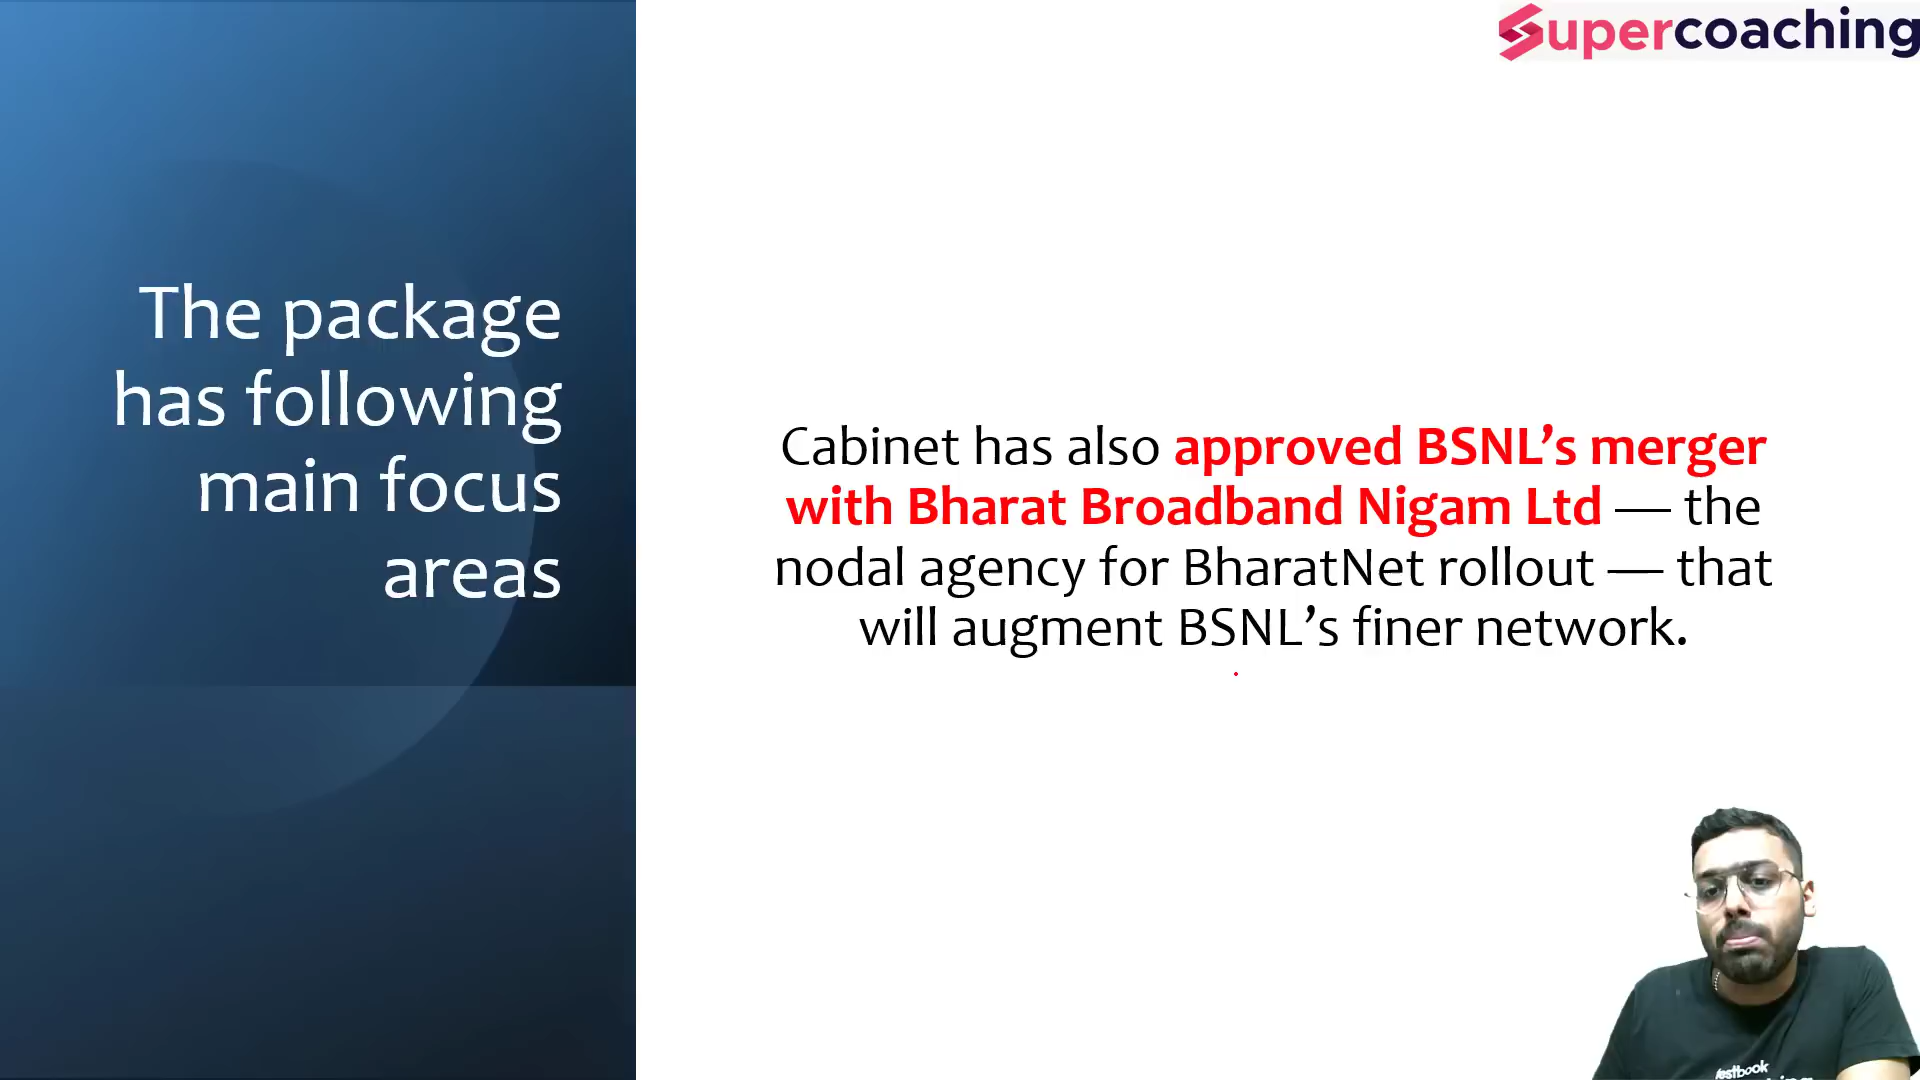 Supercoaching
The package
has following
main focus
areas
Cabinet has also approved BSNL’s merger
with Bharat Broadband Nigam Ltd — the
nodal agency for BharatNet rollout — that
will augment BSNL’s finer network.
testbook